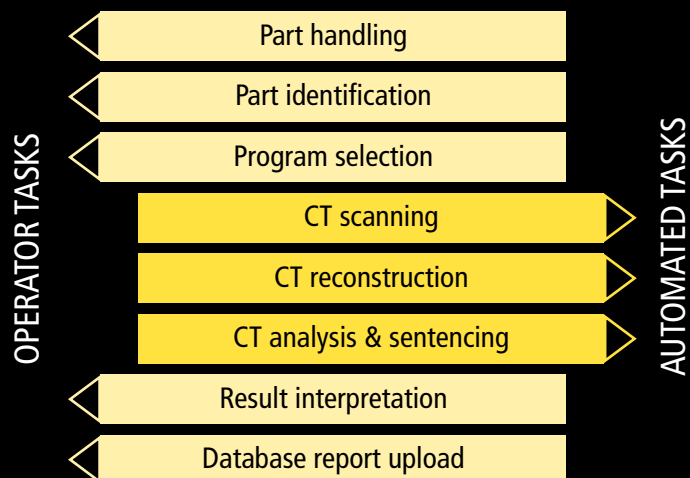 OPERATOR TASKS
Part handling
Part identification
Program selection
CT scanning
CT reconstruction
CT analysis & sentencing
Result interpretation
Database report upload
AUTOMATED TASKS